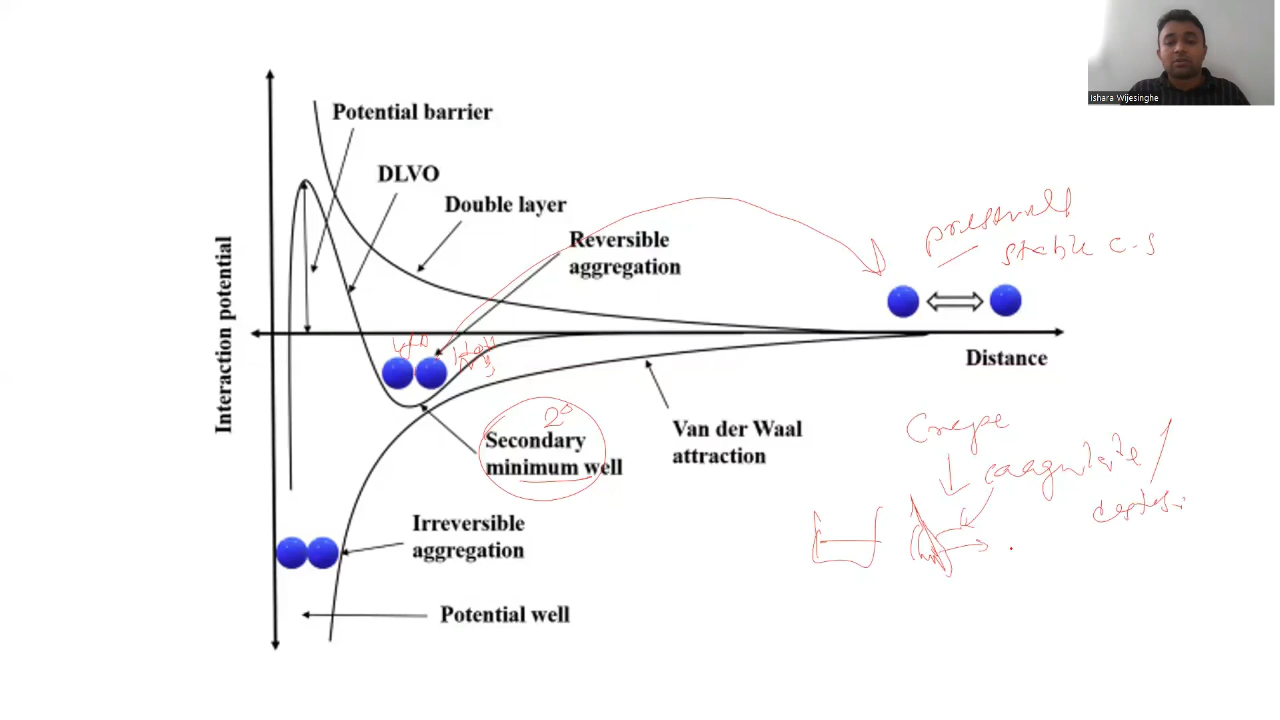 Ishara Wijesinghe
Potential barrier
DLVO
Double layer
Reversible
aggregation
stable c-s
Interaction potential
Distance
2°
Secondary
minimum well
Van der Waal
attraction
Crepe
coagulate /
Irreversible
aggregation
Potential well